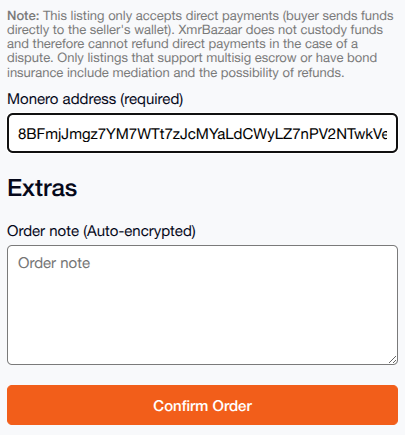 Note: This listing only accepts direct payments (buyer sends funds
directly to the seller's wallet). XmrBazaar does not custody funds
and therefore cannot refund direct payments in the case of a
dispute. Only listings that support multisig escrow or have bond
insurance include mediation and the possibility of refunds.
Monero address (required)
8BFmjJmgz7YM7WTt7zJcMYaLdCWyLZ7nPV2NTwkVe
Extras
Order note (Auto-encrypted)
Order note
Confirm Order